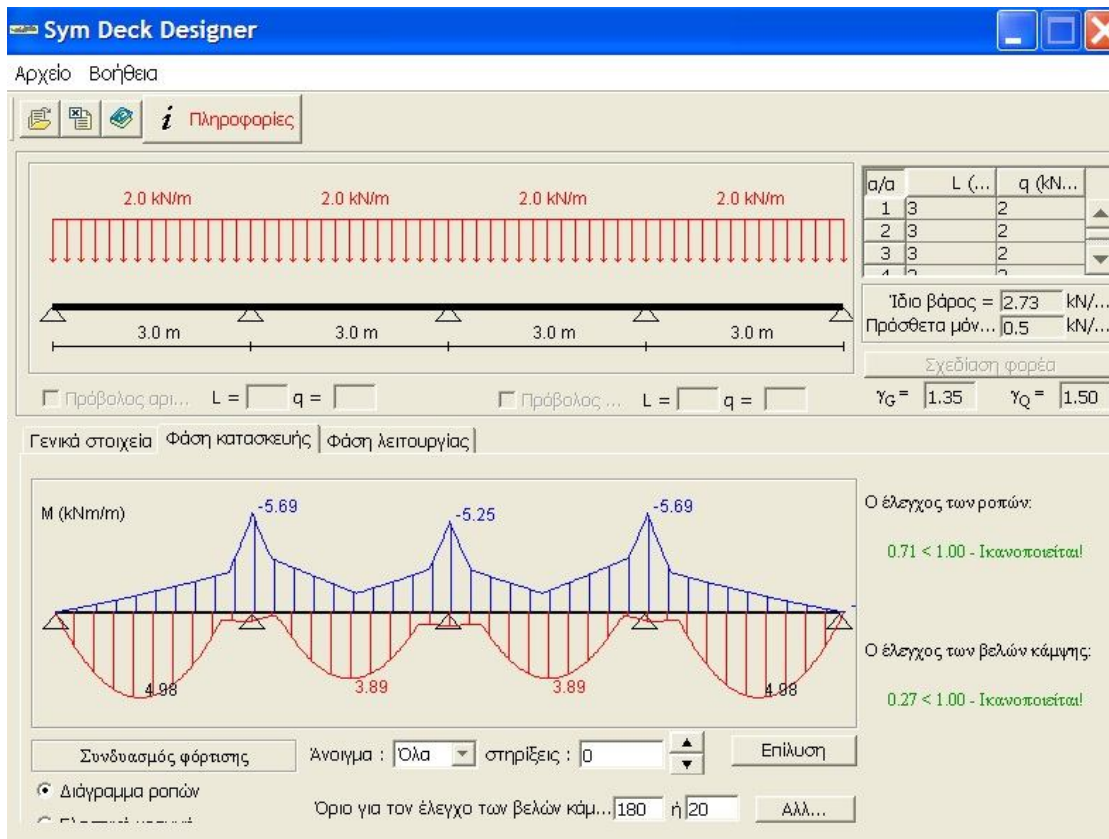 Sym Deck Designer
Αρχείο Βοήθεια
i Πληροφορίες
2.0 kN/m 2.0 kN/m 2.0 kN/m 2.0 kN/m
3.0 m 3.0 m 3.0 m 3.0 m
α/α L (... q (kN...
1 3 2
2 3 2
3 3 2
Ίδιο βάρος = 2.73 kN/...
Πρόσθετα μόν... 0.5 kN/...
Σχεδίαση φορέα
Πρόβολος αρι... L = q = Πρόβολος ... L = q =
γG = 1.35 γQ = 1.50
Γενικά στοιχεία Φάση κατασκευής Φάση λειτουργίας
M (kNm/m)
-5.69 -5.25 -5.69
4.98 3.89 3.89 4.98
Ο έλεγχος των ροπών:
0.71 < 1.00 - Ικανοποιείται!
Ο έλεγχος των βελών κάμψης:
0.27 < 1.00 - Ικανοποιείται!
Συνδυασμός φόρτισης Άνοιγμα : Όλα στηρίξεις : 0 Επίλυση
Διάγραμμα ροπών
Όριο για τον έλεγχο των βελών κάμ... 180 ή 20 Αλλ...